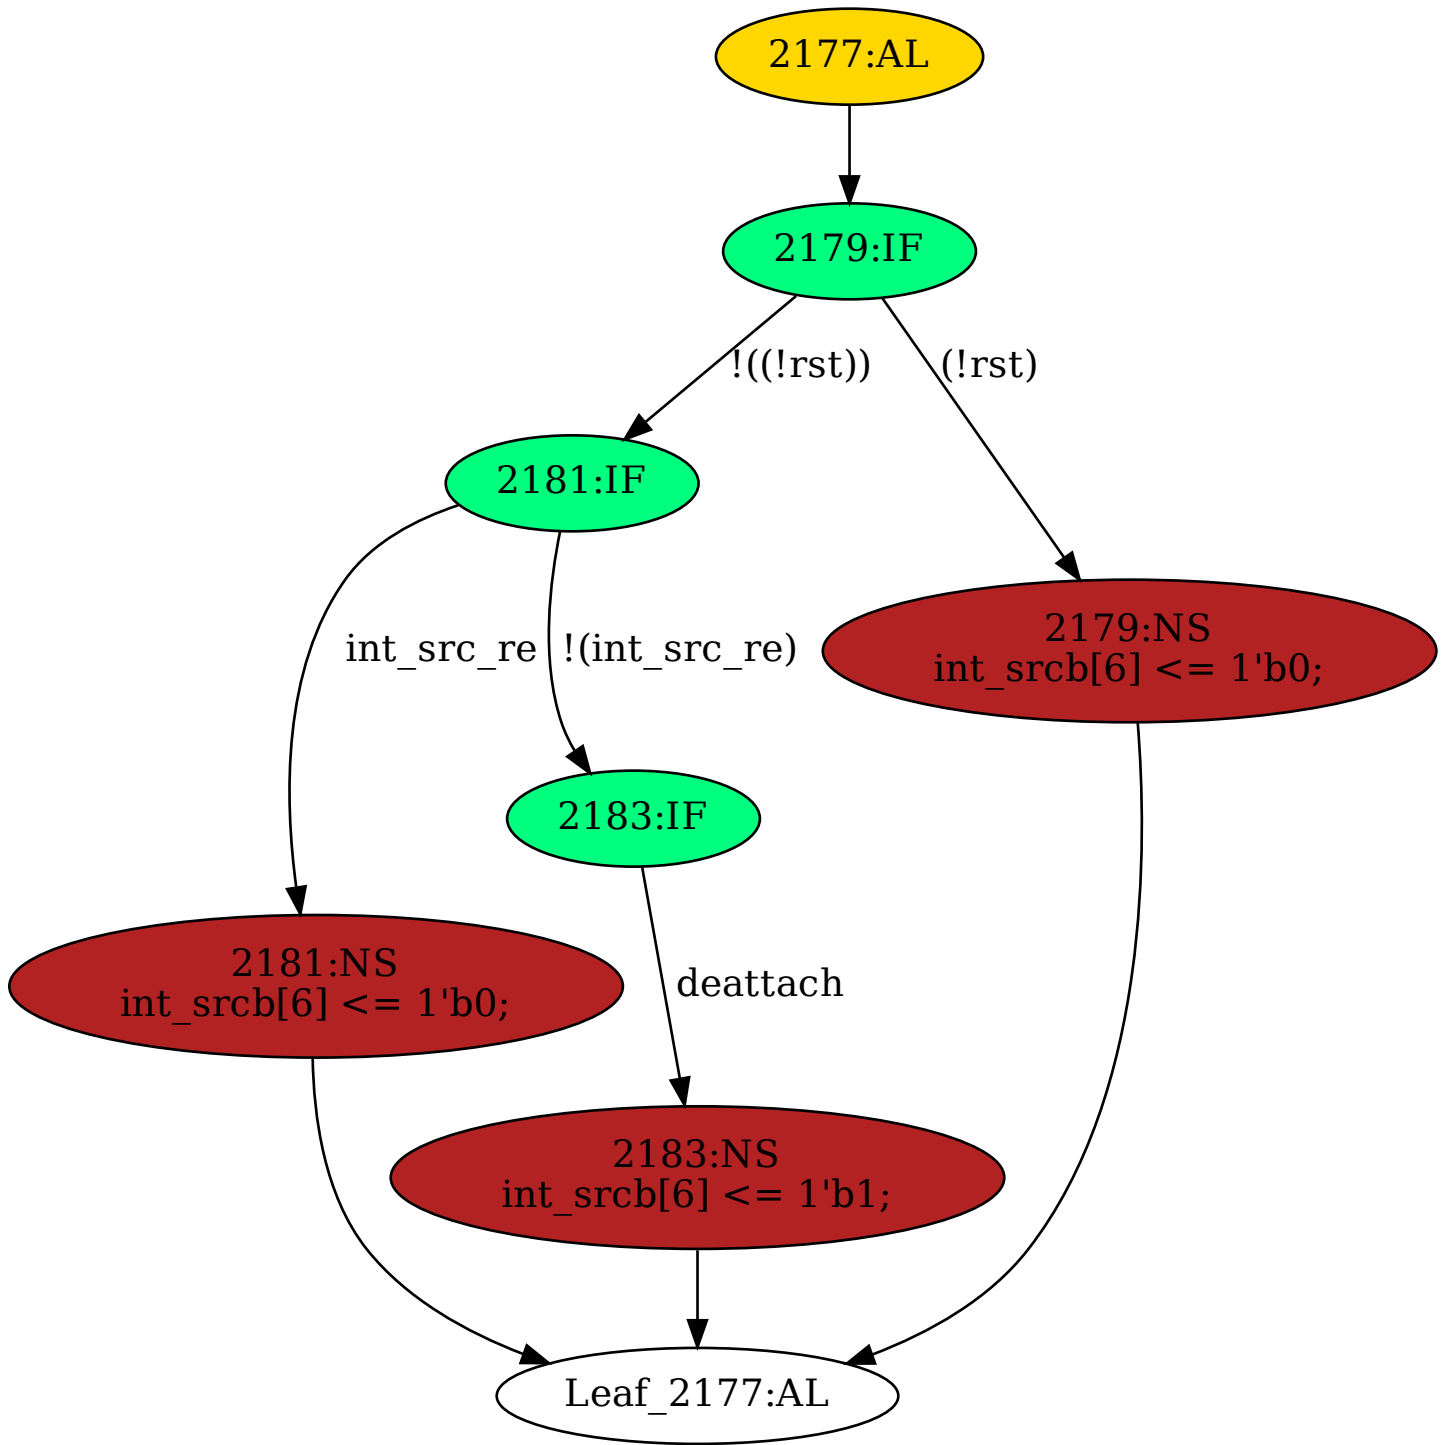 2177:AL
2179:IF
!((!rst))
(!rst)
2181:IF
int_src_re
!(int_src_re)
2179:NS
int_srcb[6] <= 1'b0;
2183:IF
2181:NS
int_srcb[6] <= 1'b0;
deattach
2183:NS
int_srcb[6] <= 1'b1;
Leaf_2177:AL